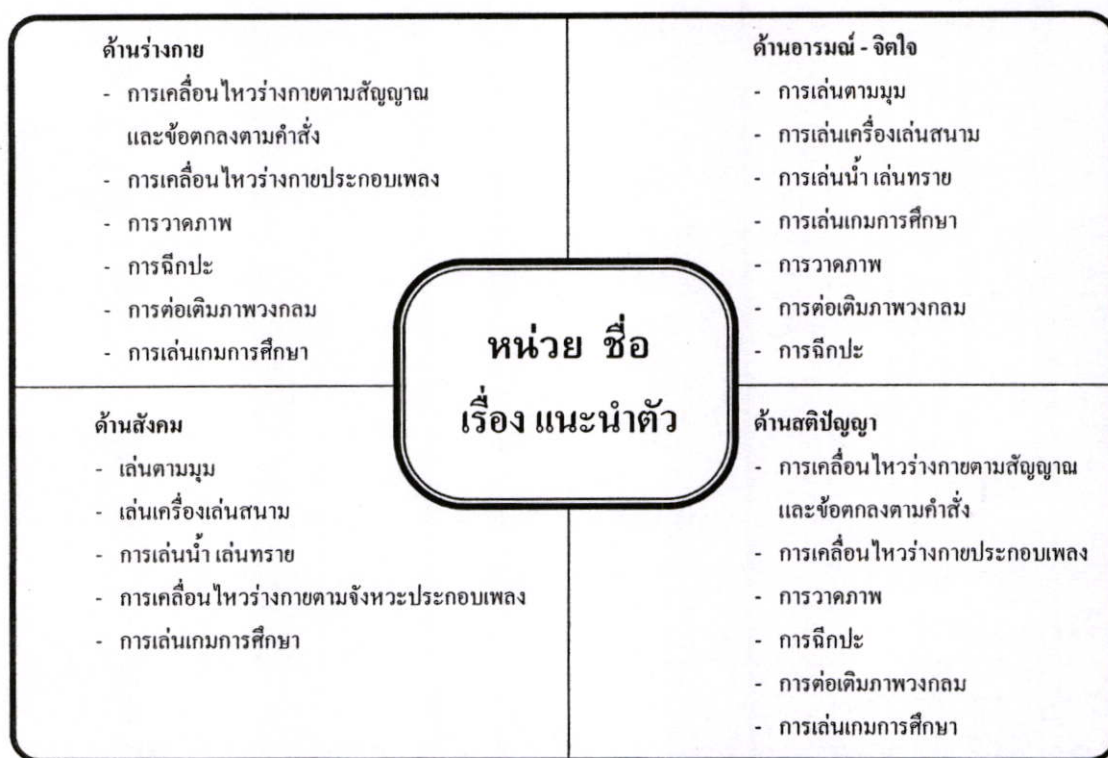 ด้านร่างกาย
- การเคลื่อนไหวร่างกายตามสัญญาณ
และข้อตกลงตามคำสั่ง
- การเคลื่อนไหวร่างกายประกอบเพลง
- การวาดภาพ
- การฉีกปะ
- การต่อเติมภาพวงกลม
- การเล่นเกมการศึกษา
ด้านอารมณ์ - จิตใจ
- การเล่นตามมุม
- การเล่นเครื่องเล่นสนาม
- การเล่นน้ำ เล่นทราย
- การเล่นเกมการศึกษา
- การวาดภาพ
- การต่อเติมภาพวงกลม
- การฉีกปะ
หน่วย ชื่อ
เรื่อง แนะนำตัว
ด้านสังคม
- เล่นตามมุม
- เล่นเครื่องเล่นสนาม
- การเล่นน้ำ เล่นทราย
- การเคลื่อนไหวร่างกายตามจังหวะประกอบเพลง
- การเล่นเกมการศึกษา
ด้านสติปัญญา
- การเคลื่อนไหวร่างกายตามสัญญาณ
และข้อตกลงตามคำสั่ง
- การเคลื่อนไหวร่างกายประกอบเพลง
- การวาดภาพ
- การฉีกปะ
- การต่อเติมภาพวงกลม
- การเล่นเกมการศึกษา